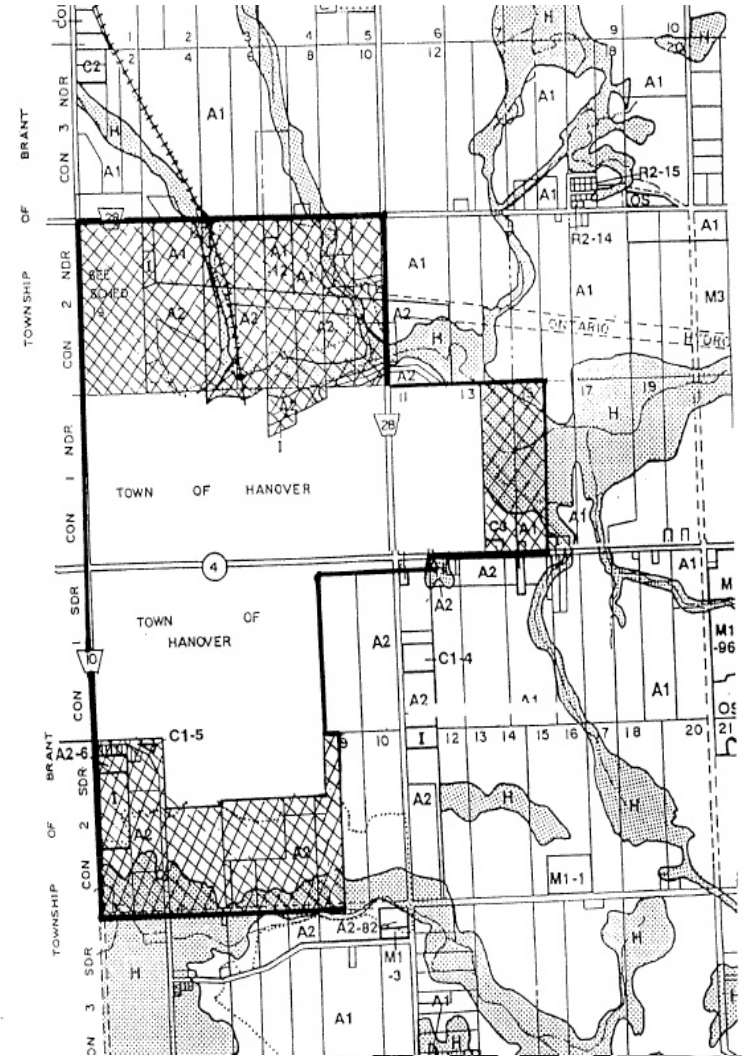 CON 3 NDR
C2
1
2
2
4
3
6
4
8
5
10
6
12
7
H
9
8
10
20
H
A1
A1
A1
A1
H
A1
R2-15
OS
R2-14
A1
A1
A1
M3
TOWNSHIP OF BRANT
28
CON 2 NDR
SEE
SCHED
A1
A1
-12
A1
A2
A2
A2
A2
ONTARIO
HYDRO
H
A2
I
11
13
15
17
19
H
28
CON 1 NDR
TOWN OF HANOVER
C3
A1
A1
4
A2
A2
A1
M
CON 1 SDR
TOWN OF
HANOVER
A2
C1-4
M1
-96
10
A2
A1
A1
OS
C1-5
A2-6
9
10
I
12
13
14
15
16
17
18
20
21
TOWNSHIP OF BRANT
CON 2 SDR
I
A2
A2
A2
H
H
M1-1
A2
A2-82
M1
-3
H
H
CON 3 SDR
A1
A1
H
A1
H